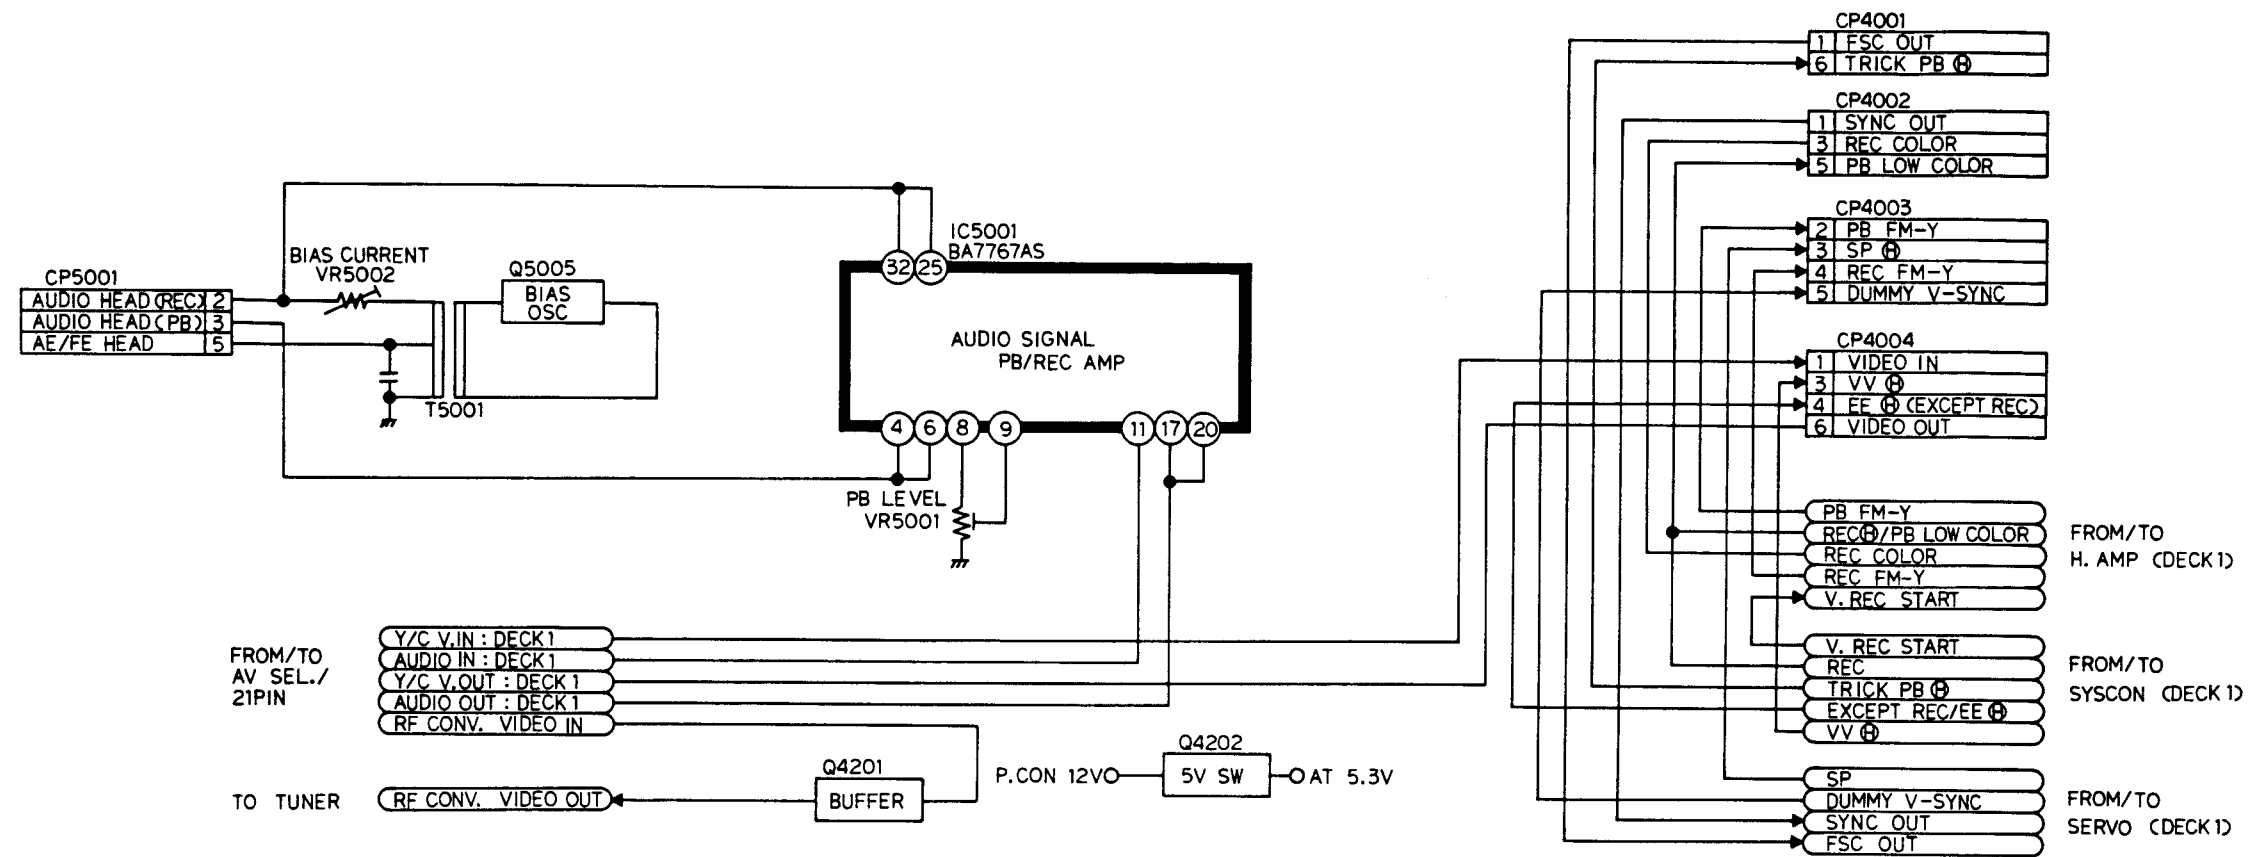 CP5001
AUDIO HEAD (REC) 2
AUDIO HEAD (PB) 3
AE/FE HEAD 5
BIAS CURRENT
VR5002
T5001
Q5005
BIAS
OSC
IC5001
BA7767AS
32 25
AUDIO SIGNAL
PB/REC AMP
4 6 8 9 11 17 20
PB LEVEL
VR5001
FROM/TO
AV SEL./
21PIN
Y/C V.IN : DECK1
AUDIO IN : DECK1
Y/C V.OUT : DECK1
AUDIO OUT : DECK1
RF CONV. VIDEO IN
TO TUNER
RF CONV. VIDEO OUT
Q4201
BUFFER
Q4202
P.CON 12V
5V SW
AT 5.3V
CP4001
1 FSC OUT
6 TRICK PB Ⓗ
CP4002
1 SYNC OUT
3 REC COLOR
5 PB LOW COLOR
CP4003
2 PB FM-Y
3 SP Ⓗ
4 REC FM-Y
5 DUMMY V-SYNC
CP4004
1 VIDEO IN
3 VV Ⓗ
4 EE Ⓗ (EXCEPT REC)
6 VIDEO OUT
PB FM-Y
RECⒽ/PB LOW COLOR
REC COLOR
REC FM-Y
V. REC START
FROM/TO
H. AMP (DECK1)
V. REC START
REC
TRICK PB Ⓗ
EXCEPT REC/EE Ⓗ
VV Ⓗ
FROM/TO
SYSCON (DECK1)
SP
DUMMY V-SYNC
SYNC OUT
FSC OUT
FROM/TO
SERVO (DECK1)